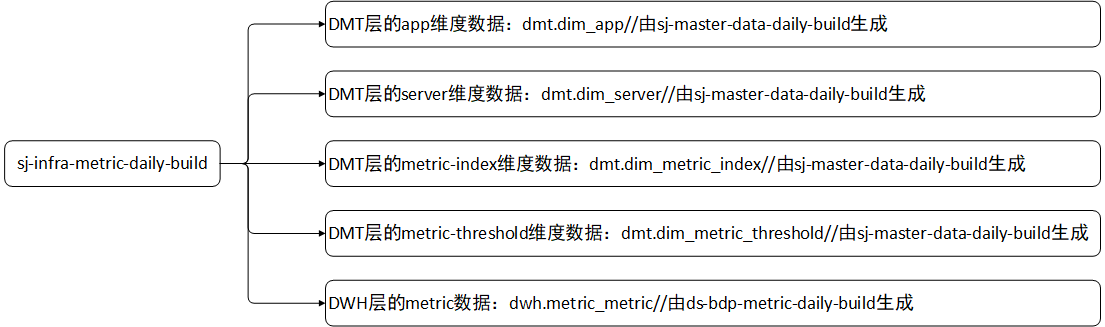 DMT层的app维度数据：dmt.dim_app//由sj-master-data-daily-build生成
DMT层的server维度数据：dmt.dim_server//由sj-master-data-daily-build生成
sj-infra-metric-daily-build
DMT层的metric-index维度数据：dmt.dim_metric_index//由sj-master-data-daily-build生成
DMT层的metric-threshold维度数据：dmt.dim_metric_threshold//由sj-master-data-daily-build生成
DWH层的metric数据：dwh.metric_metric//由ds-bdp-metric-daily-build生成